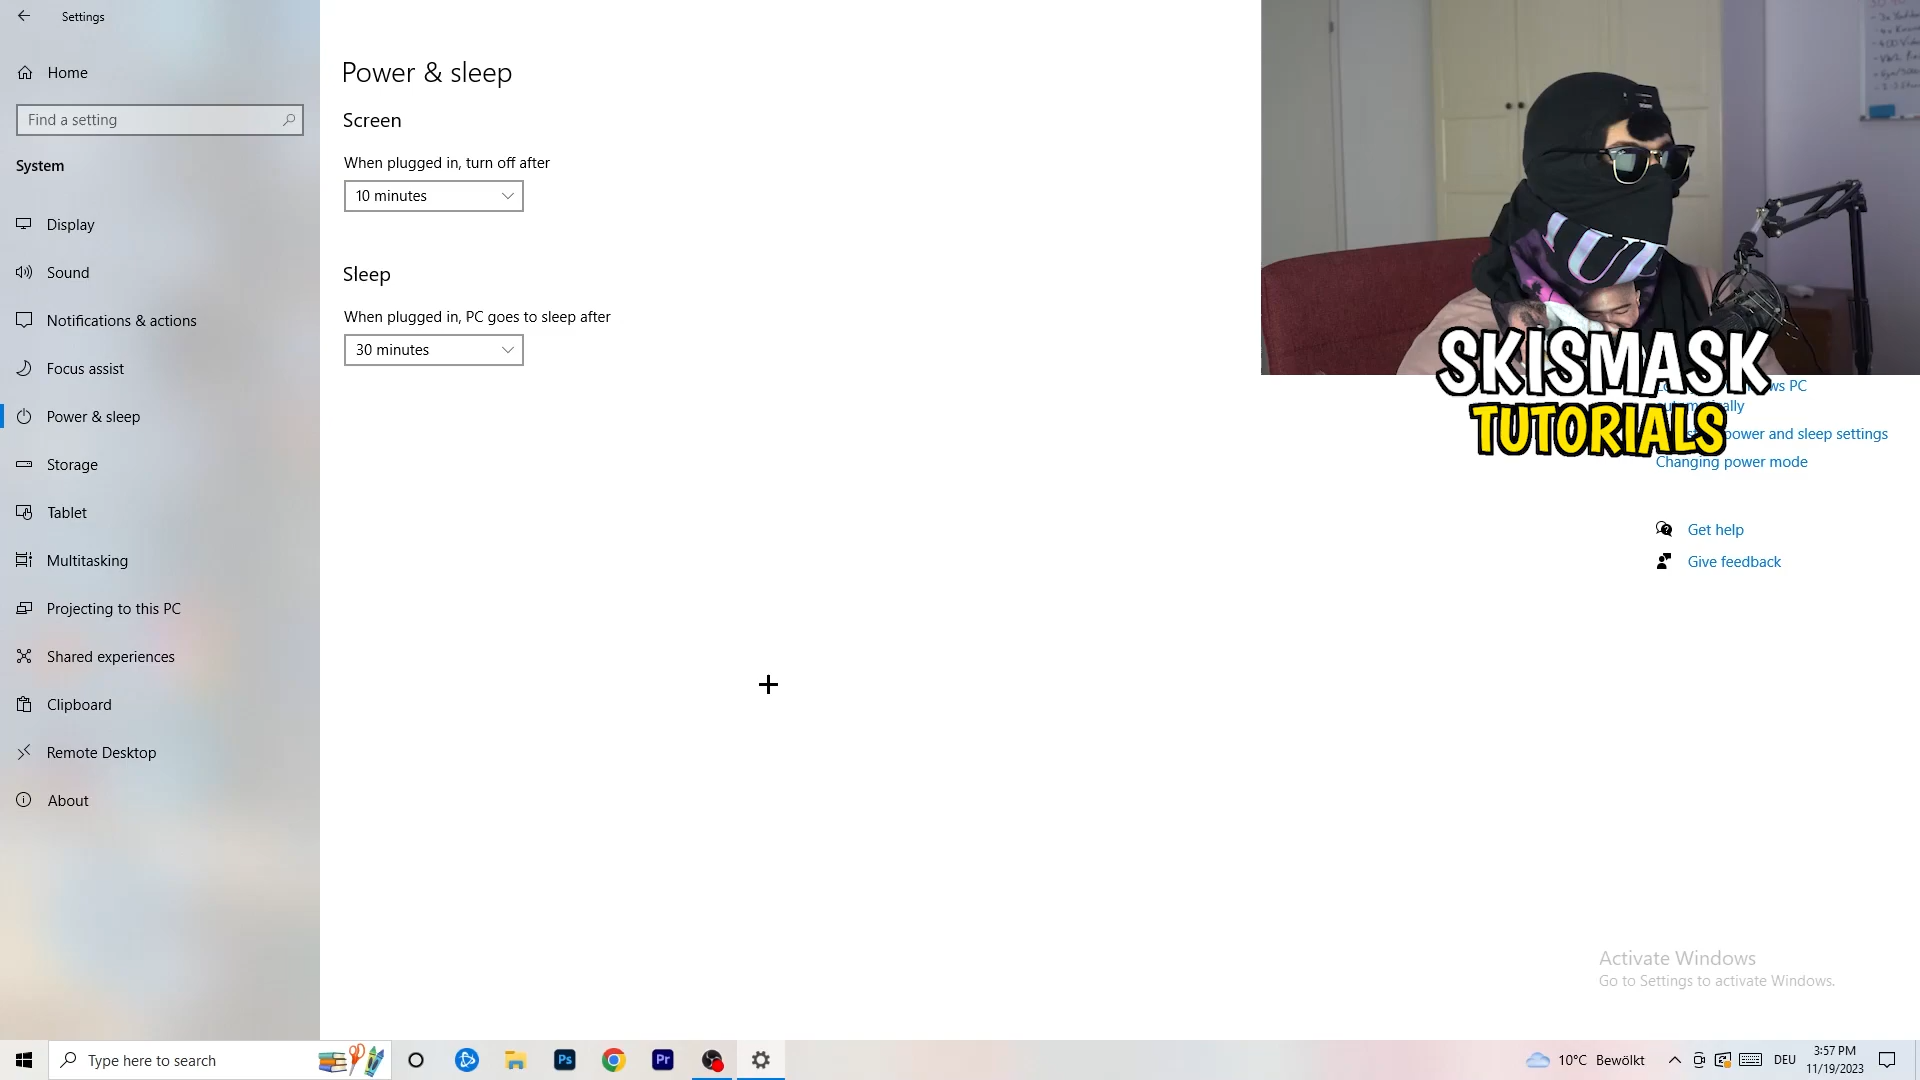 Settings
Home
Find a setting
System
Display
Sound
Notifications & actions
Focus assist
Power & sleep
Storage
Tablet
Multitasking
Projecting to this PC
Shared experiences
Clipboard
Remote Desktop
About
Power & sleep
Screen
When plugged in, turn off after
10 minutes
Sleep
When plugged in, PC goes to sleep after
30 minutes
SKISMASK
TUTORIALS
ws PC
power and sleep settings
Changing power mode
Get help
Give feedback
Activate Windows
Go to Settings to activate Windows.
Type here to search
Ps
Pr
10°C Bewölkt
DEU
3:57 PM
11/19/2023